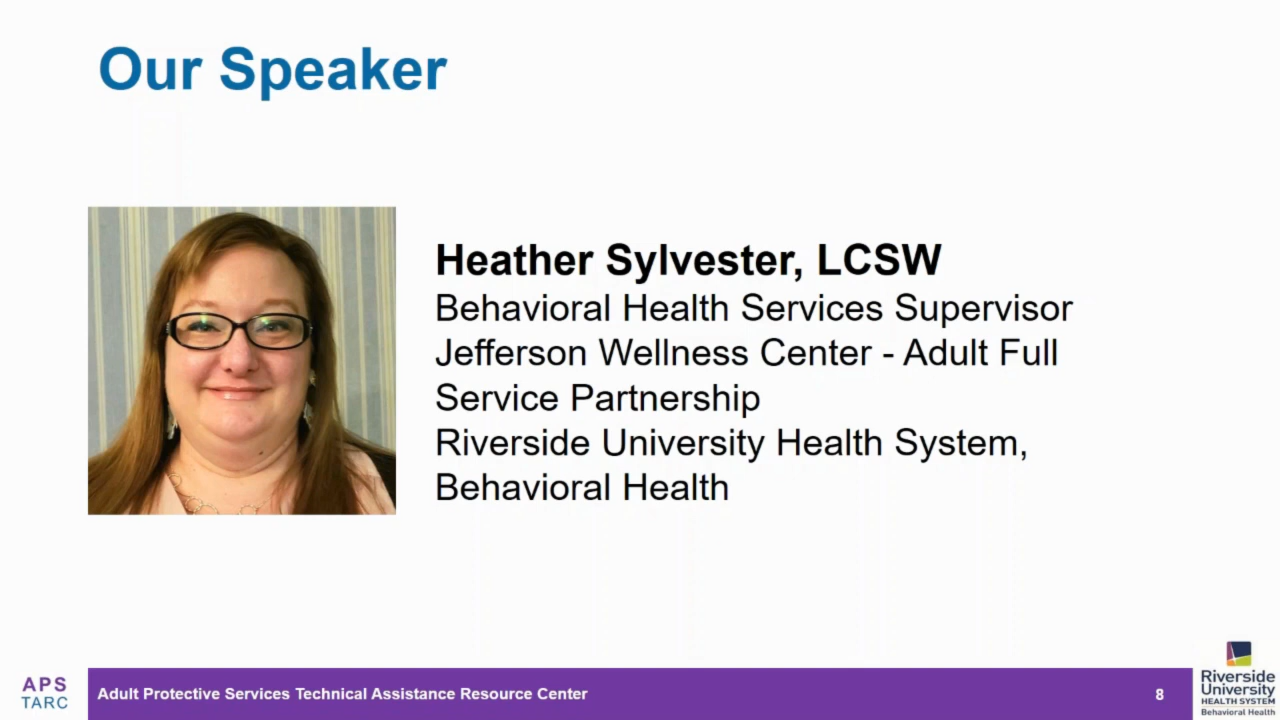 Our Speaker
Heather Sylvester, LCSW
Behavioral Health Services Supervisor
Jefferson Wellness Center - Adult Full
Service Partnership
Riverside University Health System,
Behavioral Health
APS
TARC
Adult Protective Services Technical Assistance Resource Center
8
Riverside
University
HEALTH SYSTEM
Behavioral Health